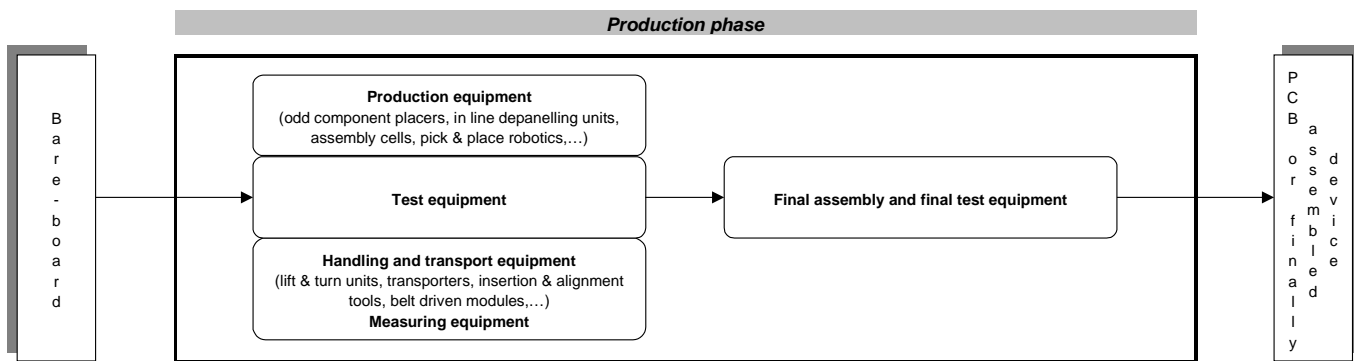 Production phase
Bare-board
Production equipment
(odd component placers, in line depanelling units,
assembly cells, pick & place robotics,…)
Test equipment
Handling and transport equipment
(lift & turn units, transporters, insertion & alignment
tools, belt driven modules,…)
Measuring equipment
Final assembly and final test equipment
PCB or finally
assembled
device